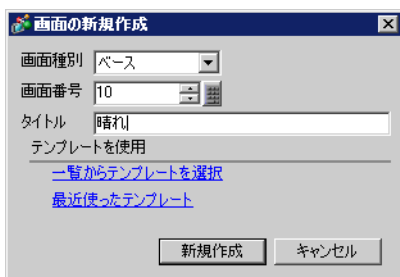 画面の新規作成
画面種別 ベース
画面番号 10
タイトル 晴れ
テンプレートを使用
一覧からテンプレートを選択
最近使ったテンプレート
新規作成 キャンセル